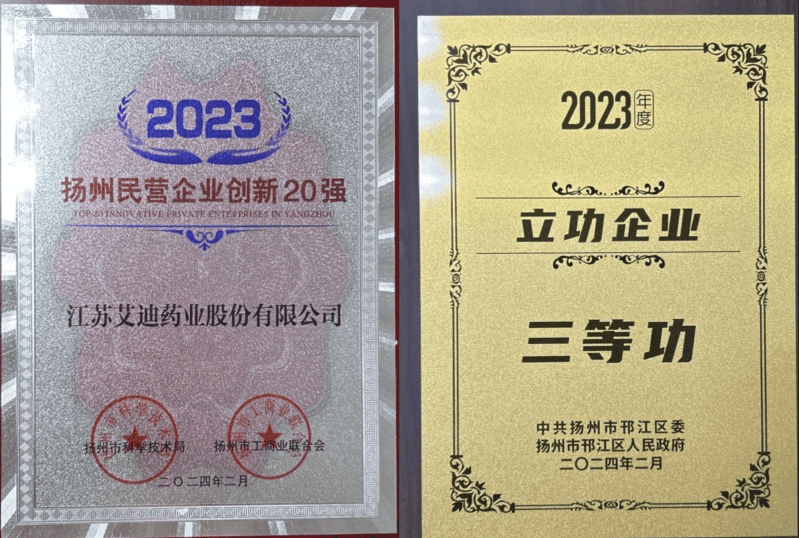 2023
扬州民营企业创新20强
TOP 20 INNOVATIVE PRIVATE ENTERPRISES IN YANGZHOU
江苏艾迪药业股份有限公司
扬州市科学技术局 扬州市工商业联合会
二〇二四年二月
2023年度
立功企业
三等功
中共扬州市邗江区委
扬州市邗江区人民政府
二〇二四年二月